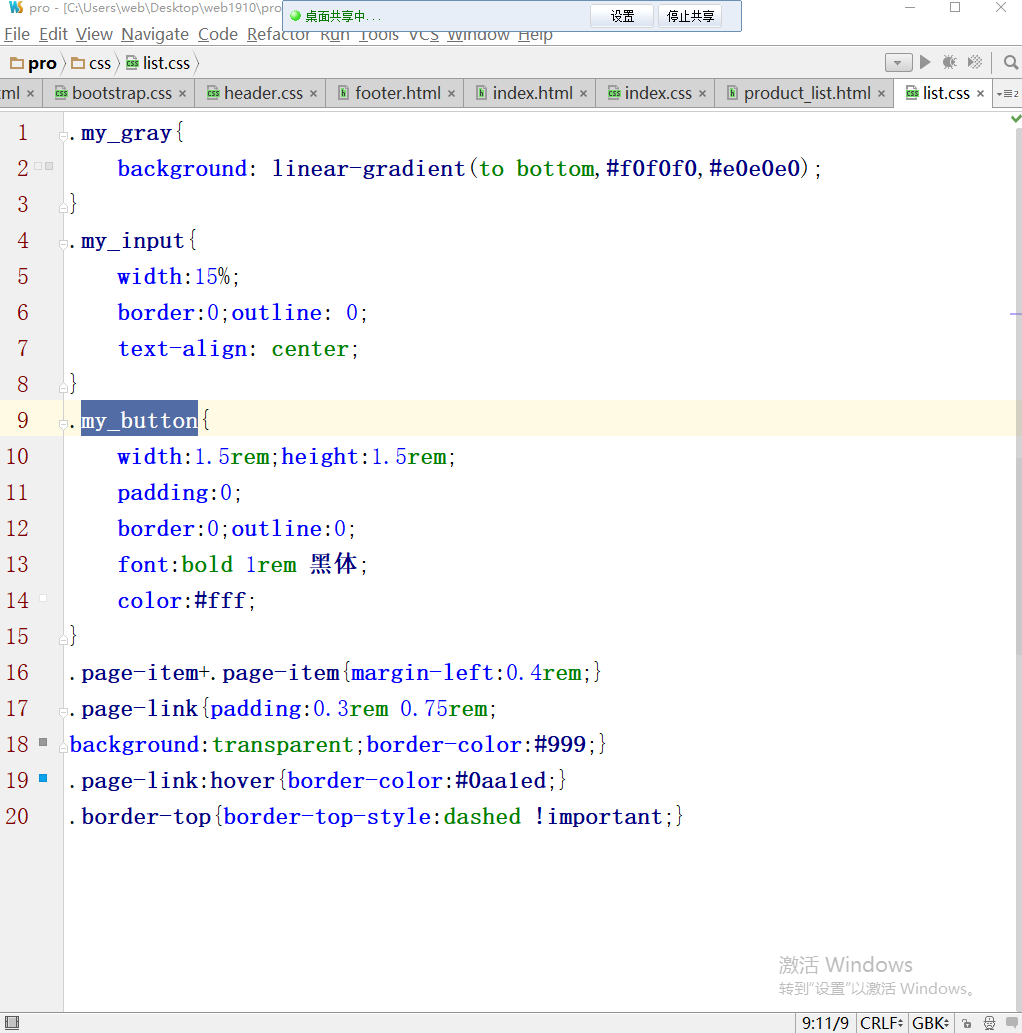 pro - [C:\Users\web\Desktop\web1910\pro
桌面共享中...
设置
停止共享
File Edit View Navigate Code Refactor Run Tools VCS Window Help
pro css list.css
ml bootstrap.css header.css footer.html index.html index.css product_list.html list.css 2
1 .my_gray{
2 background: linear-gradient(to bottom,#f0f0f0,#e0e0e0);
3 }
4 .my_input{
5 width:15%;
6 border:0;outline: 0;
7 text-align: center;
8 }
9 .my_button{
10 width:1.5rem;height:1.5rem;
11 padding:0;
12 border:0;outline:0;
13 font:bold 1rem 黑体;
14 color:#fff;
15 }
16 .page-item+.page-item{margin-left:0.4rem;}
17 .page-link{padding:0.3rem 0.75rem;
18 background:transparent;border-color:#999;}
19 .page-link:hover{border-color:#0aa1ed;}
20 .border-top{border-top-style:dashed !important;}
激活 Windows
转到"设置"以激活 Windows。
9:11/9 CRLF GBK